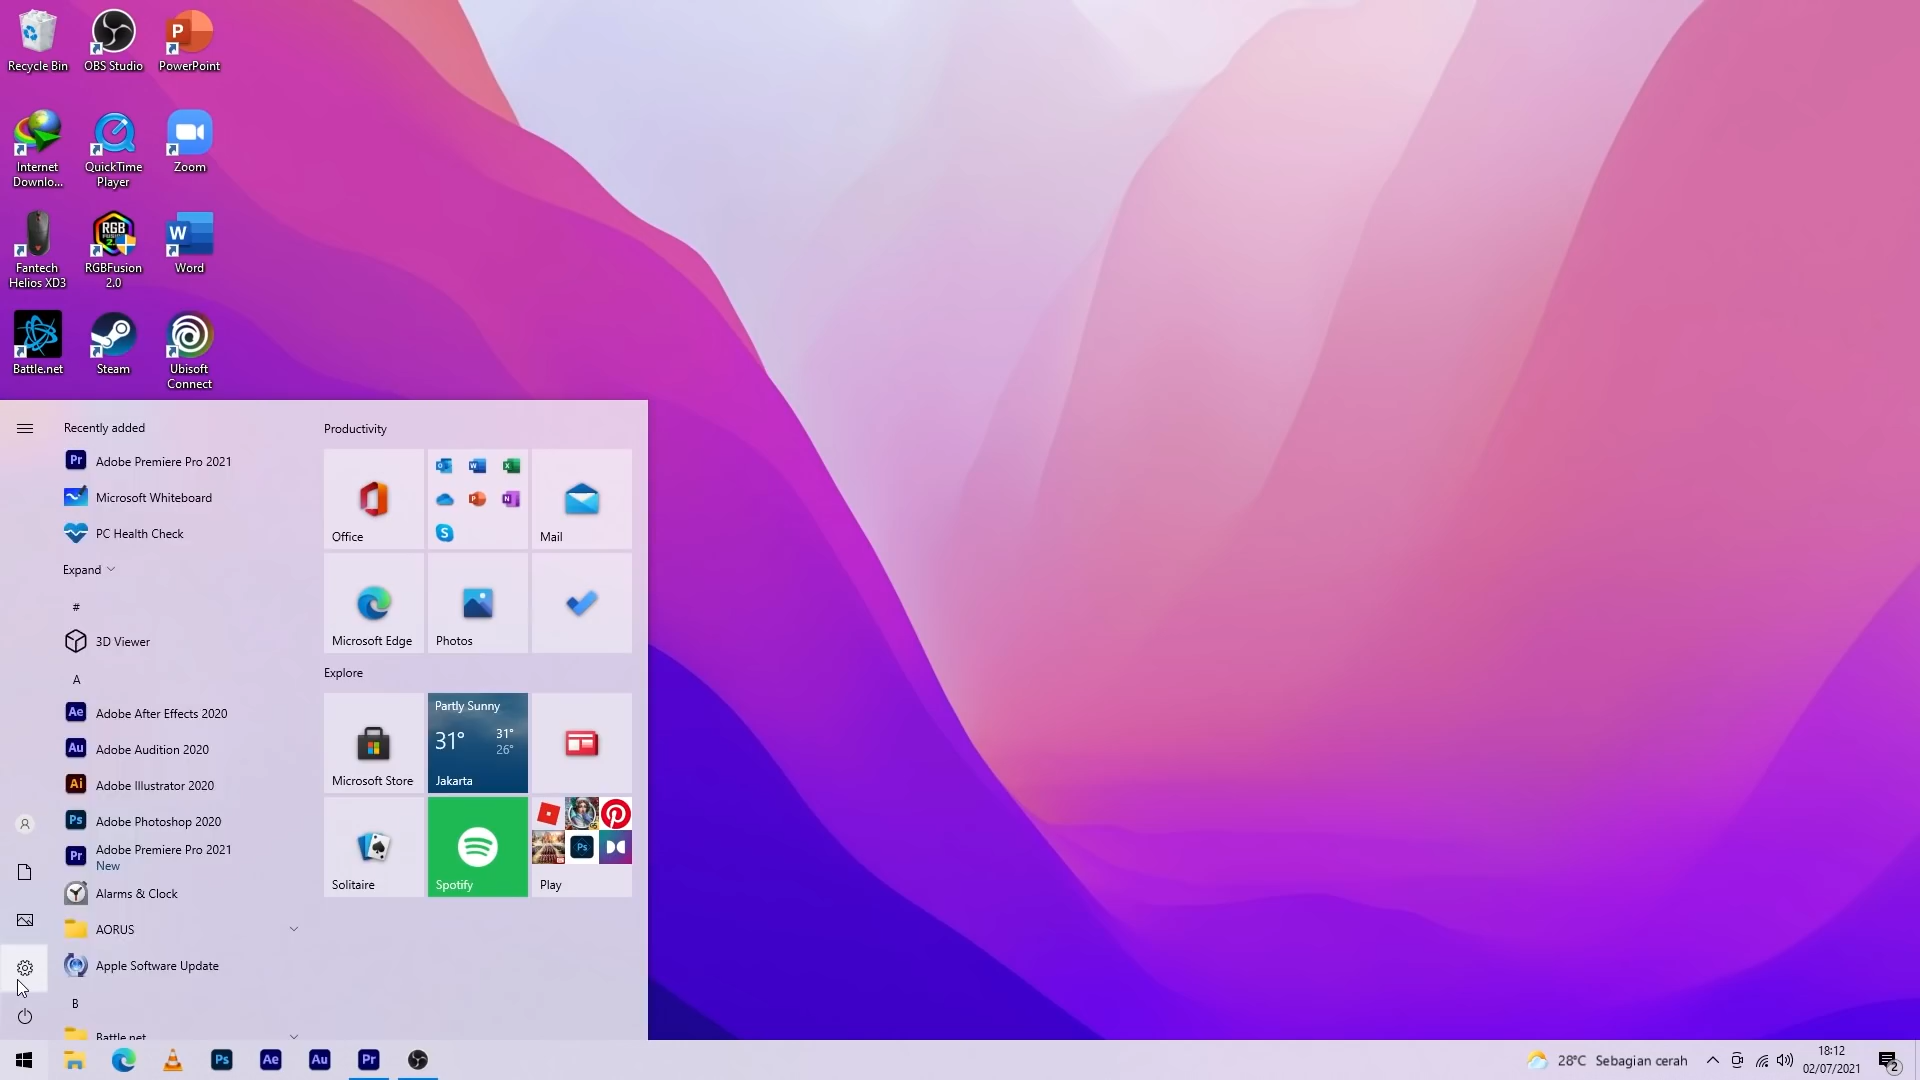 Recycle Bin
OBS Studio
PowerPoint
Internet
Downlo...
QuickTime
Player
Zoom
Fantech
Helios XD3
RGBFusion
2.0
Word
Battle.net
Steam
Ubisoft
Connect
Recently added
Adobe Premiere Pro 2021
Microsoft Whiteboard
PC Health Check
Expand
#
3D Viewer
A
Adobe After Effects 2020
Adobe Audition 2020
Adobe Illustrator 2020
Adobe Photoshop 2020
Adobe Premiere Pro 2021
New
Alarms & Clock
AORUS
Apple Software Update
B
Battle.net
Productivity
Office
Mail
Microsoft Edge
Photos
Explore
Microsoft Store
Partly Sunny
31°
31°
26°
Jakarta
Solitaire
Spotify
Play
28°C Sebagian cerah
18:12
02/07/2021
2